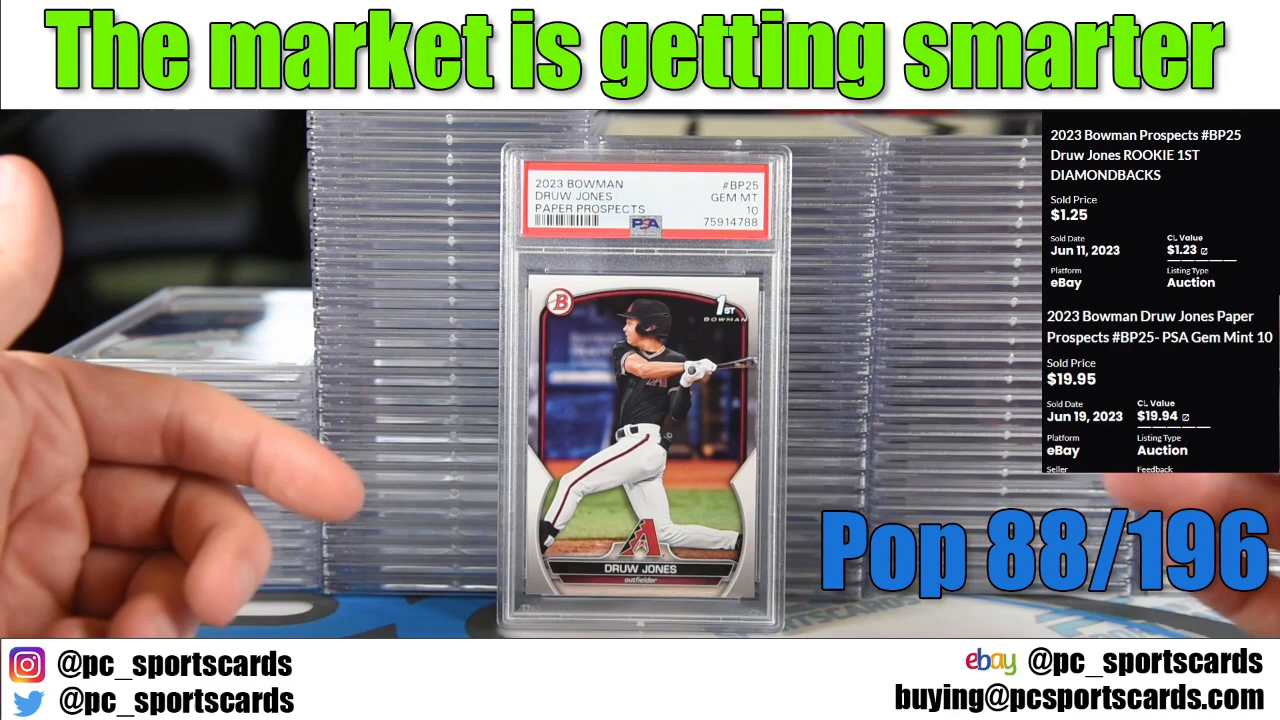 The market is getting smarter
2023 BOWMAN #BP25
DRUW JONES GEM MT
PAPER PROSPECTS 10
PSA 75914788
B
1ST
BOWMAN
A
DRUW JONES
outfielder
2023 Bowman Prospects #BP25
Druw Jones ROOKIE 1ST
DIAMONDBACKS
Sold Price
$1.25
Sold Date CL Value
Jun 11, 2023 $1.23
Platform Listing Type
eBay Auction
2023 Bowman Druw Jones Paper
Prospects #BP25- PSA Gem Mint 10
Sold Price
$19.95
Sold Date CL Value
Jun 19, 2023 $19.94
Platform Listing Type
eBay Auction
Seller Feedback
Pop 88/196
@pc_sportscards
@pc_sportscards
ebay @pc_sportscards
buying@pcsportscards.com